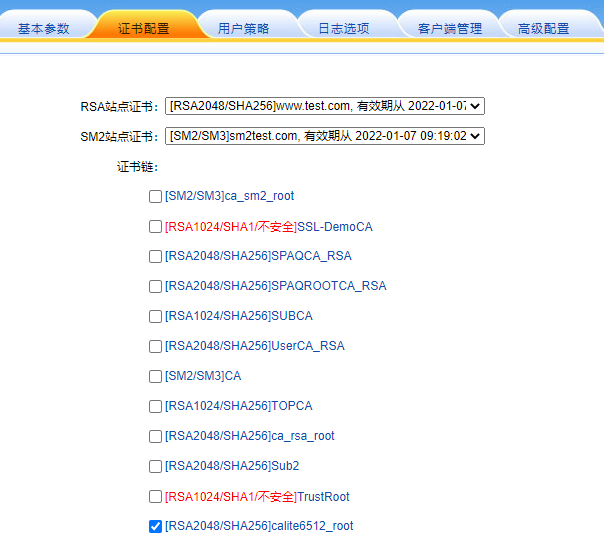 基本参数 证书配置 用户策略 日志选项 客户端管理 高级配置
RSA站点证书： [RSA2048/SHA256]www.test.com, 有效期从 2022-01-07
SM2站点证书： [SM2/SM3]sm2test.com, 有效期从 2022-01-07 09:19:02
证书链：
[SM2/SM3]ca_sm2_root
[RSA1024/SHA1/不安全]SSL-DemoCA
[RSA2048/SHA256]SPAQCA_RSA
[RSA2048/SHA256]SPAQROOTCA_RSA
[RSA1024/SHA256]SUBCA
[RSA2048/SHA256]UserCA_RSA
[SM2/SM3]CA
[RSA1024/SHA256]TOPCA
[RSA2048/SHA256]ca_rsa_root
[RSA2048/SHA256]Sub2
[RSA1024/SHA1/不安全]TrustRoot
[RSA2048/SHA256]calite6512_root